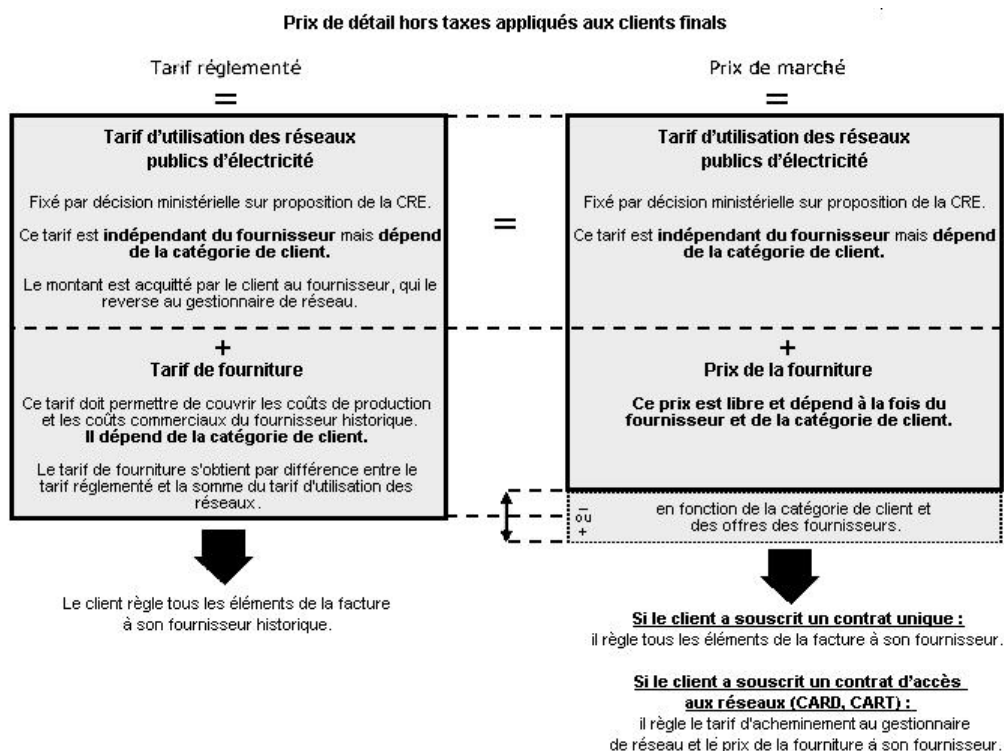 Prix de détail hors taxes appliqués aux clients finals
Tarif réglementé
=
Tarif d'utilisation des réseaux
publics d'électricité
Fixé par décision ministérielle sur proposition de la CRE.
Ce tarif est indépendant du fournisseur mais dépend
de la catégorie de client.
Le montant est acquitté par le client au fournisseur, qui le
reverse au gestionnaire de réseau.
+
Tarif de fourniture
Ce tarif doit permettre de couvrir les coûts de production
et les coûts commerciaux du fournisseur historique.
Il dépend de la catégorie de client.
Le tarif de fourniture s'obtient par différence entre le
tarif réglementé et la somme du tarif d'utilisation des
réseaux.
Le client règle tous les éléments de la facture
à son fournisseur historique.
=
Prix de marché
=
Tarif d'utilisation des réseaux
publics d'électricité
Fixé par décision ministérielle sur proposition de la CRE.
Ce tarif est indépendant du fournisseur mais dépend
de la catégorie de client.
+
Prix de la fourniture
Ce prix est libre et dépend à la fois du
fournisseur et de la catégorie de client.
–
ou
+
en fonction de la catégorie de client et
des offres des fournisseurs.
Si le client a souscrit un contrat unique :
il règle tous les éléments de la facture à son fournisseur.
Si le client a souscrit un contrat d'accès
aux réseaux (CARD, CART) :
il règle le tarif d'acheminement au gestionnaire
de réseau et le prix de la fourniture à son fournisseur.